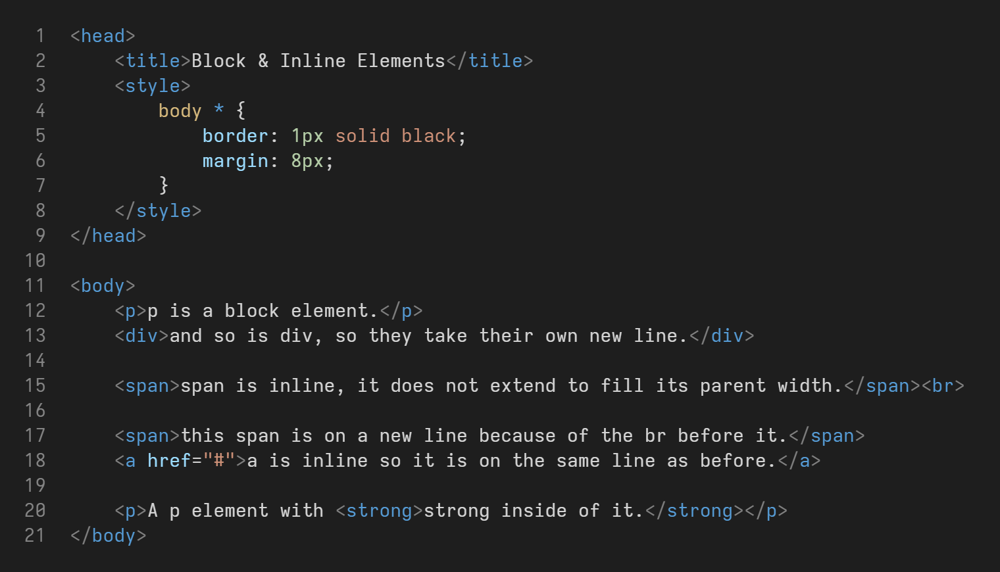 1 <head>
2     <title>Block & Inline Elements</title>
3     <style>
4         body * {
5             border: 1px solid black;
6             margin: 8px;
7         }
8     </style>
9 </head>
10
11 <body>
12     <p>p is a block element.</p>
13     <div>and so is div, so they take their own new line.</div>
14
15     <span>span is inline, it does not extend to fill its parent width.</span><br>
16
17     <span>this span is on a new line because of the br before it.</span>
18     <a href="#">a is inline so it is on the same line as before.</a>
19
20     <p>A p element with <strong>strong inside of it.</strong></p>
21 </body>